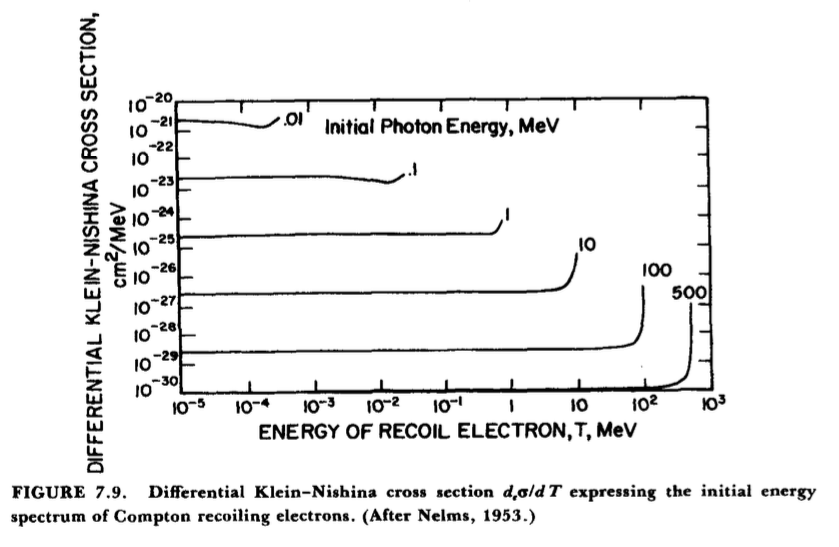 DIFFERENTIAL KLEIN-NISHINA CROSS SECTION,
cm²/MeV
10⁻²⁰
10⁻²¹
10⁻²²
10⁻²³
10⁻²⁴
10⁻²⁵
10⁻²⁶
10⁻²⁷
10⁻²⁸
10⁻²⁹
10⁻³⁰
.01
Initial Photon Energy, MeV
.1
1
10
100
500
10⁻⁵ 10⁻⁴ 10⁻³ 10⁻² 10⁻¹ 1 10 10² 10³
ENERGY OF RECOIL ELECTRON, T, MeV
FIGURE 7.9. Differential Klein–Nishina cross section dₑσ/dT expressing the initial energy
spectrum of Compton recoiling electrons. (After Nelms, 1953.)